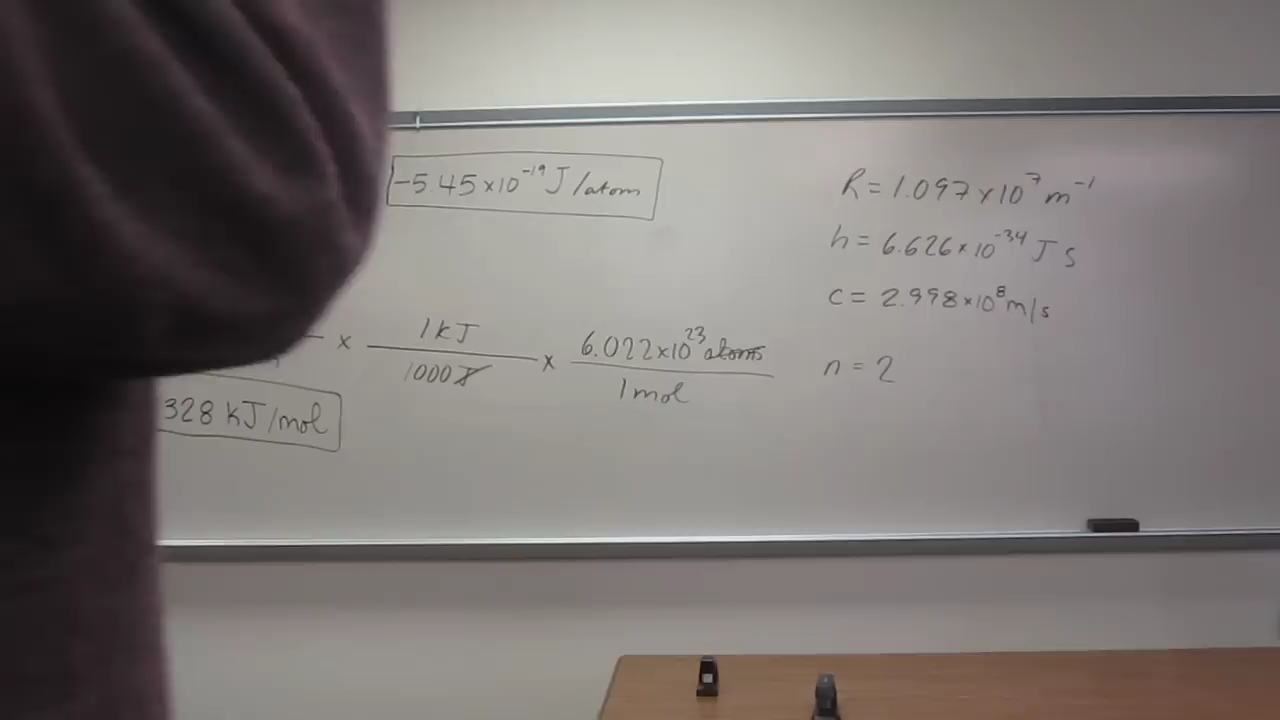 -5.45×10⁻¹⁹ J/atom
R = 1.097×10⁷ m⁻¹
h = 6.626×10⁻³⁴ J s
c = 2.998×10⁸ m/s
× 1 kJ / 1000 J × 6.022×10²³ atoms / 1 mol
n = 2
328 kJ/mol